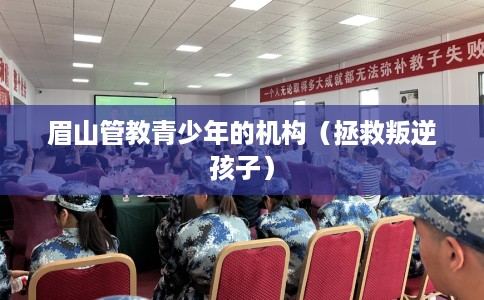 一个人无论取得多大成就都无法弥补教子失败
眉山管教青少年的机构（拯救叛逆
孩子）